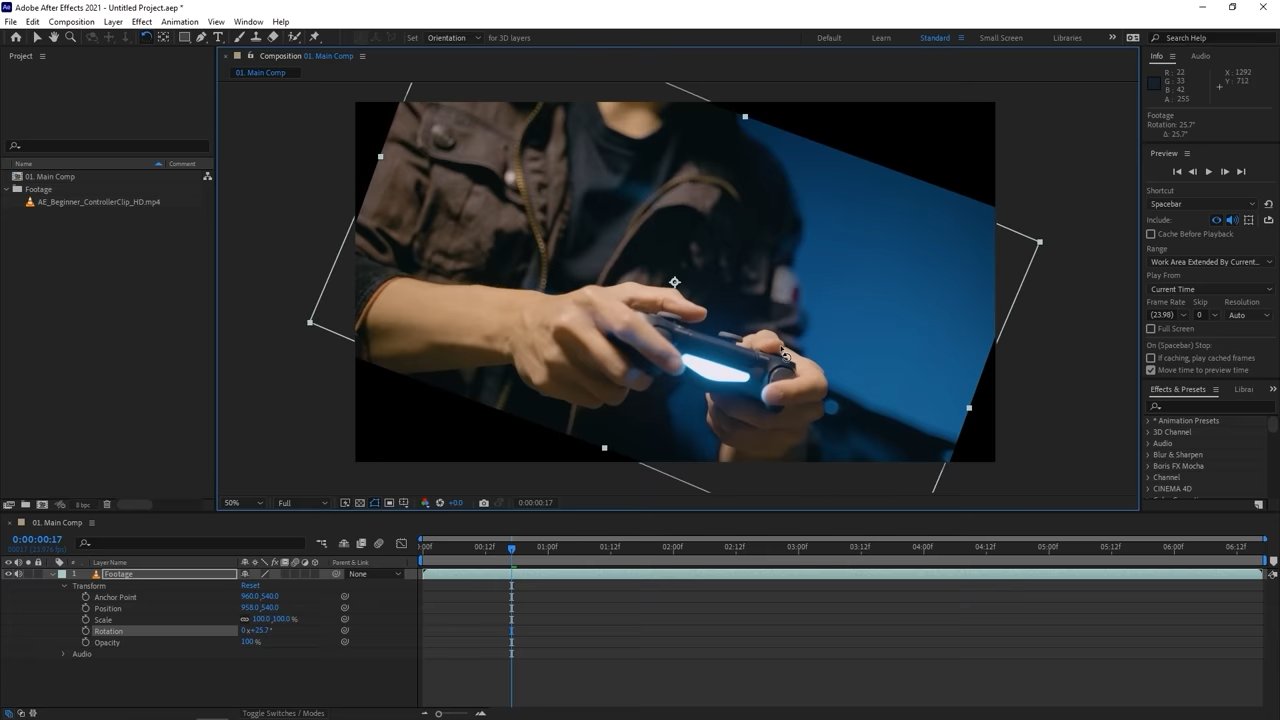 Adobe After Effects 2021 - Untitled Project.aep *
File Edit Composition Layer Effect Animation View Window Help
Set Orientation for 3D layers
Default Learn Standard Small Screen Libraries Search Help
Project
Composition 01. Main Comp
01. Main Comp
Name Comment
01. Main Comp
Footage
AE_Beginner_ControllerClip_HD.mp4
8 bpc
50% Full +0.0 0:00:00:17
Info Audio
R : 22
G : 33
B : 42
A : 255
X : 1292
Y : 712
Footage
Rotation: 25.7°
Δ: 25.7°
Preview
Shortcut
Spacebar
Include:
Cache Before Playback
Range
Work Area Extended By Current...
Play From
Current Time
Frame Rate Skip Resolution
(23.98) 0 Auto
Full Screen
On (Spacebar) Stop:
If caching, play cached frames
Move time to preview time
Effects & Presets Librai
* Animation Presets
3D Channel
Audio
Blur & Sharpen
Boris FX Mocha
Channel
CINEMA 4D
01. Main Comp
0:00:00:17
00017 (23.976 fps)
:00f 00:12f 01:00f 01:12f 02:00f 02:12f 03:00f 03:12f 04:00f 04:12f 05:00f 05:12f 06:00f 06:12f
# Layer Name Parent & Link
1 Footage None
Transform Reset
Anchor Point 960.0,540.0
Position 958.0,540.0
Scale 100.0,100.0 %
Rotation 0 x+25.7°
Opacity 100 %
Audio
Toggle Switches / Modes